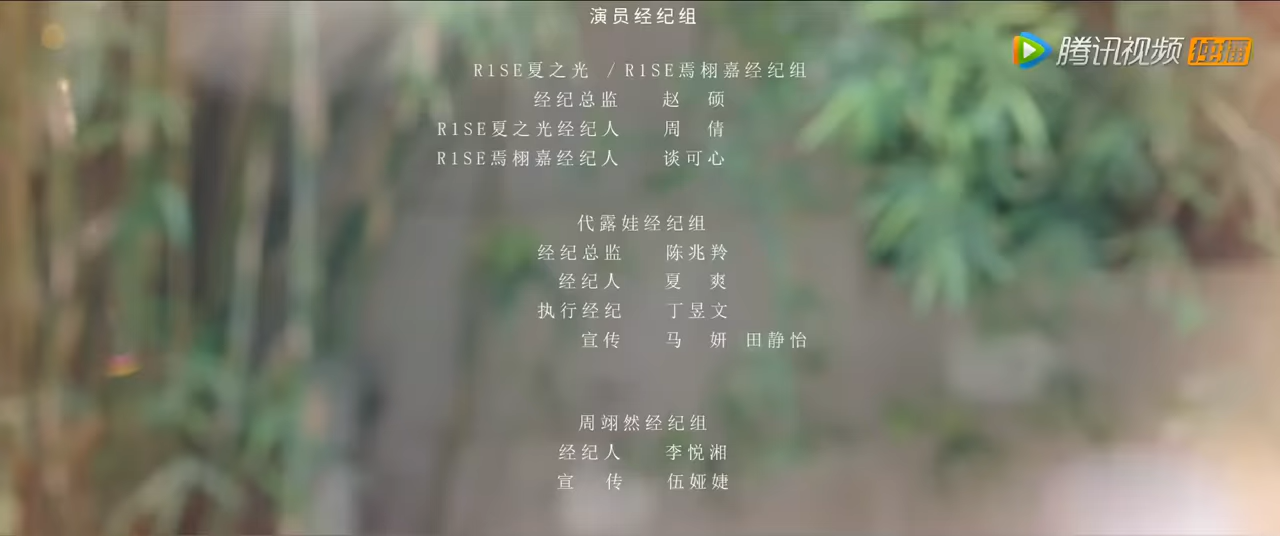 演员经纪组
腾讯视频 独播
R1SE夏之光 / R1SE焉栩嘉经纪组
经纪总监 赵 硕
R1SE夏之光经纪人 周 倩
R1SE焉栩嘉经纪人 谈可心
代露娃经纪组
经纪总监 陈兆羚
经纪人 夏 爽
执行经纪 丁昱文
宣传 马 妍 田静怡
周翊然经纪组
经纪人 李悦湘
宣 传 伍娅婕